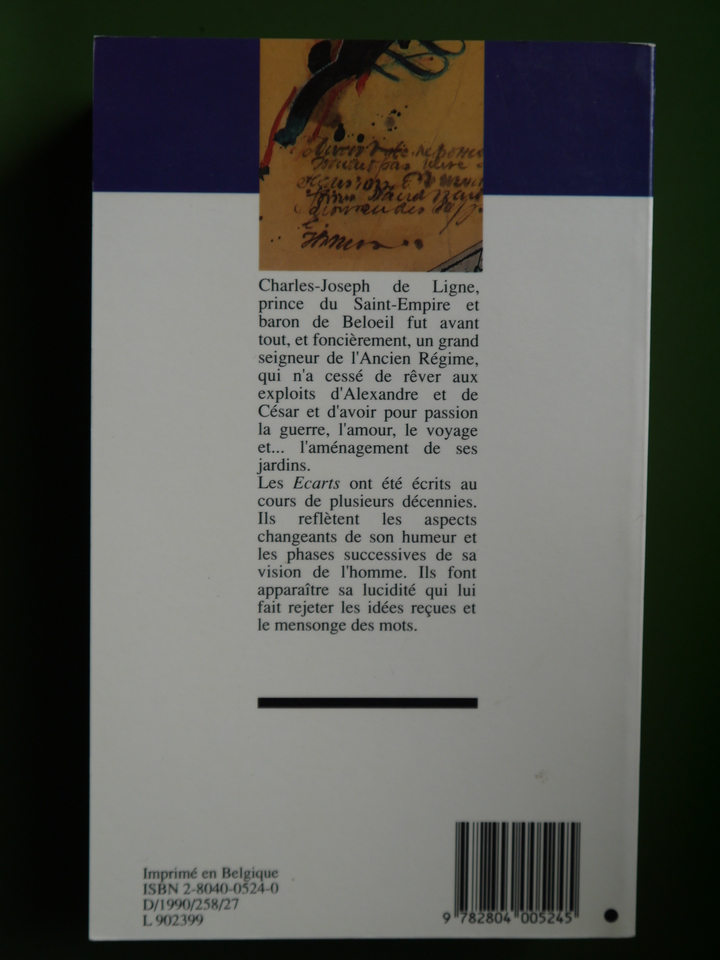 Charles-Joseph de Ligne,
prince du Saint-Empire et
baron de Beloeil fut avant
tout, et foncièrement, un grand
seigneur de l'Ancien Régime,
qui n'a cessé de rêver aux
exploits d'Alexandre et de
César et d'avoir pour passion
la guerre, l'amour, le voyage
et... l'aménagement de ses
jardins.
Les Ecarts ont été écrits au
cours de plusieurs décennies.
Ils reflètent les aspects
changeants de son humeur et
les phases successives de sa
vision de l'homme. Ils font
apparaître sa lucidité qui lui
fait rejeter les idées reçues et
le mensonge des mots.
Imprimé en Belgique
ISBN 2-8040-0524-0
D/1990/258/27
L 902399
9 782804 005245